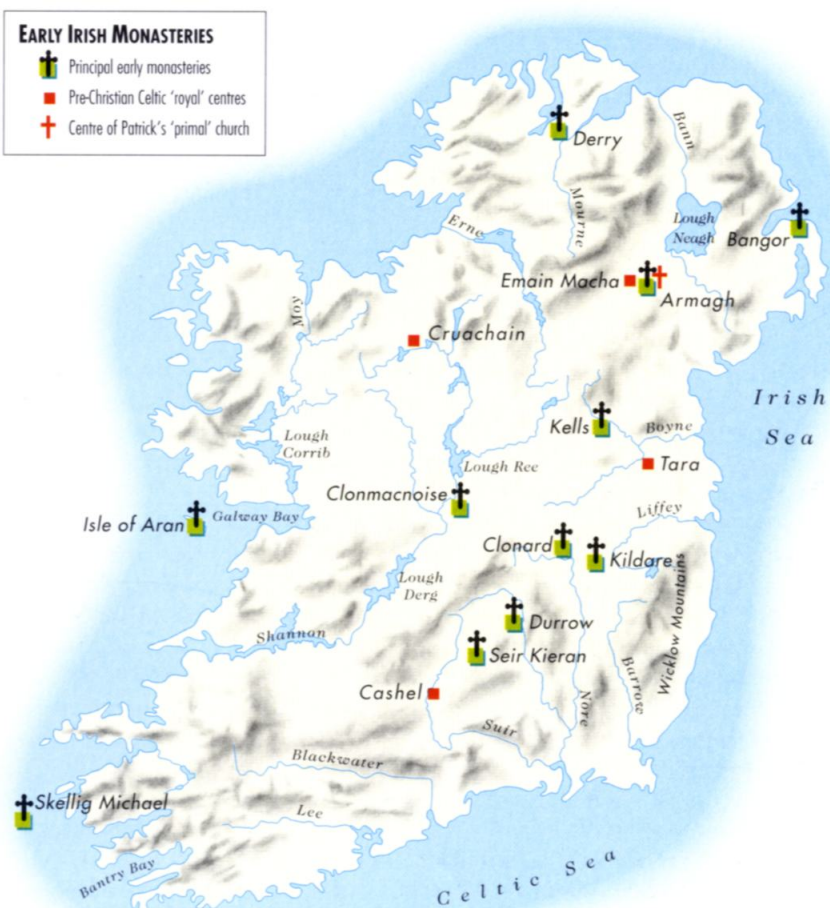 EARLY IRISH MONASTERIES
Principal early monasteries
Pre-Christian Celtic 'royal' centres
Centre of Patrick's 'primal' church
Derry
Bann
Mourne
Lough
Neagh
Bangor
Erne
Emain Macha
Armagh
Moy
Cruachain
Irish
Sea
Kells
Boyne
Lough
Corrib
Lough Ree
Tara
Clonmacnoise
Isle of Aran
Galway Bay
Liffey
Clonard
Kildare
Lough
Derg
Wicklow Mountains
Durrow
Shannon
Seir Kieran
Barrow
Cashel
Nore
Suir
Blackwater
Skellig Michael
Lee
Bantry Bay
Celtic Sea